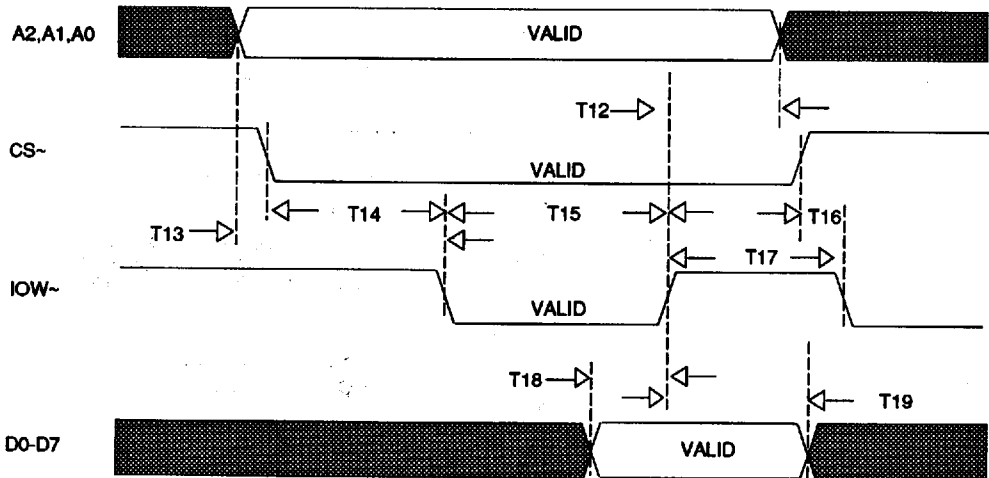 A2,A1,A0 VALID
T12
CS~ VALID
T14 T15 T16
T13
T17
IOW~ VALID
T18
T19
D0-D7 VALID